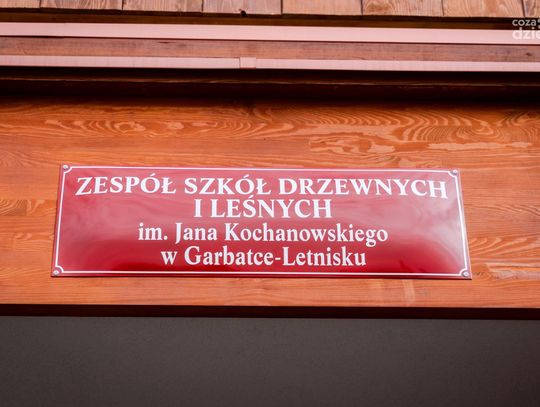 ZESPÓŁ SZKÓŁ DRZEWNYCH
I LEŚNYCH
im. Jana Kochanowskiego
w Garbatce-Letnisku